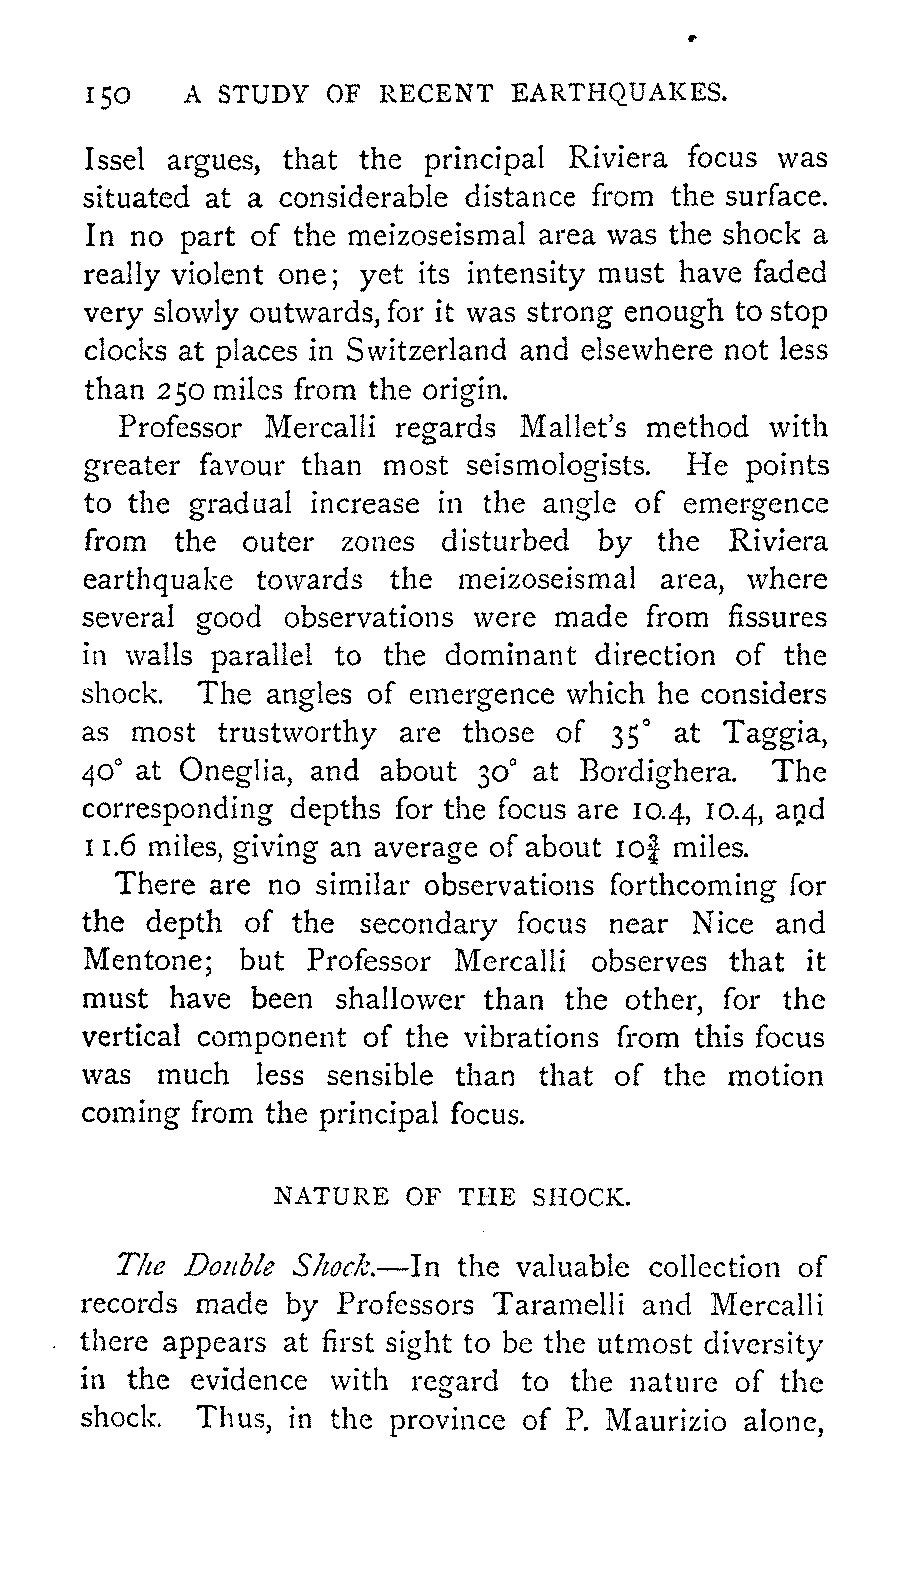 150 A STUDY OF RECENT EARTHQUAKES.
Issel argues, that the principal Riviera focus was
situated at a considerable distance from the surface.
In no part of the meizoseismal area was the shock a
really violent one; yet its intensity must have faded
very slowly outwards, for it was strong enough to stop
clocks at places in Switzerland and elsewhere not less
than 250 miles from the origin.
Professor Mercalli regards Mallet's method with
greater favour than most seismologists. He points
to the gradual increase in the angle of emergence
from the outer zones disturbed by the Riviera
earthquake towards the meizoseismal area, where
several good observations were made from fissures
in walls parallel to the dominant direction of the
shock. The angles of emergence which he considers
as most trustworthy are those of 35° at Taggia,
40° at Oneglia, and about 30° at Bordighera. The
corresponding depths for the focus are 10.4, 10.4, and
11.6 miles, giving an average of about 10¾ miles.
There are no similar observations forthcoming for
the depth of the secondary focus near Nice and
Mentone; but Professor Mercalli observes that it
must have been shallower than the other, for the
vertical component of the vibrations from this focus
was much less sensible than that of the motion
coming from the principal focus.
NATURE OF THE SHOCK.
The Double Shock.—In the valuable collection of
records made by Professors Taramelli and Mercalli
there appears at first sight to be the utmost diversity
in the evidence with regard to the nature of the
shock. Thus, in the province of P. Maurizio alone,